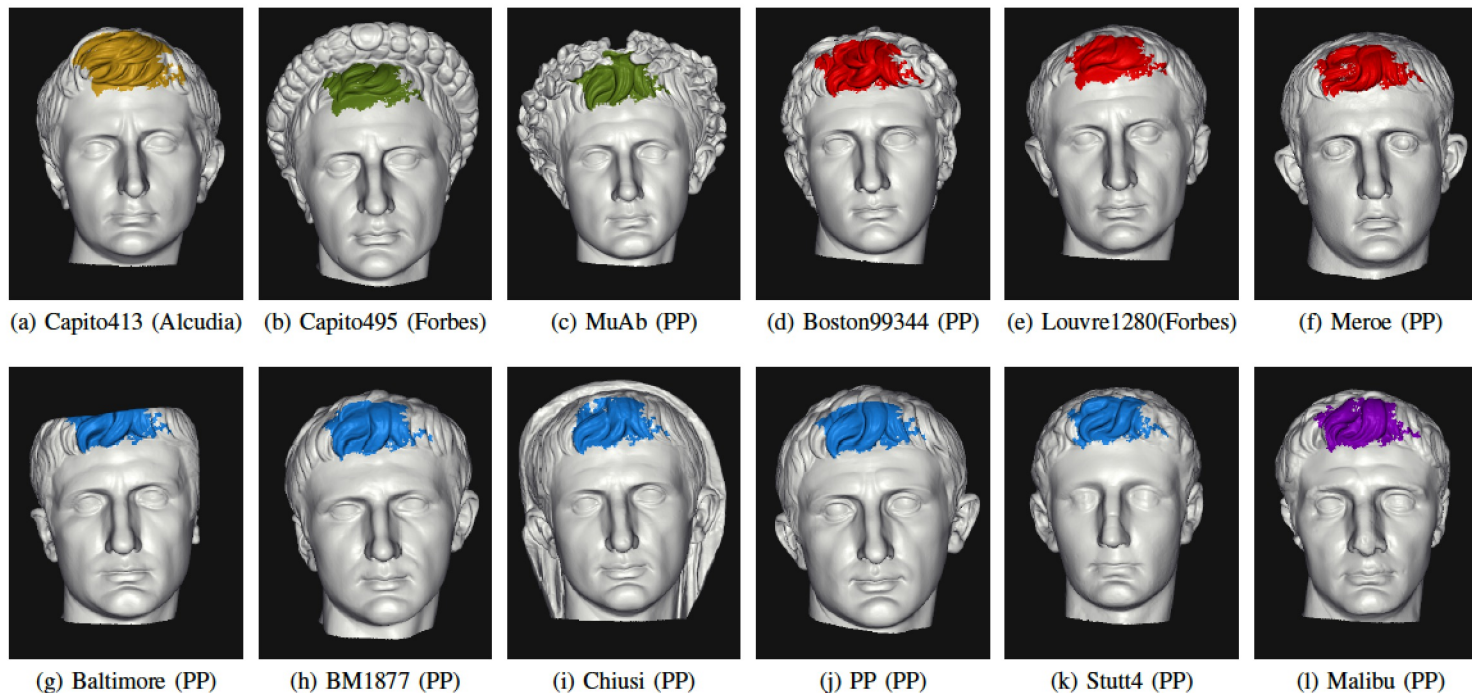 (a) Capito413 (Alcudia) (b) Capito495 (Forbes) (c) MuAb (PP) (d) Boston99344 (PP) (e) Louvre1280(Forbes) (f) Meroe (PP)
(g) Baltimore (PP) (h) BM1877 (PP) (i) Chiusi (PP) (j) PP (PP) (k) Stutt4 (PP) (l) Malibu (PP)